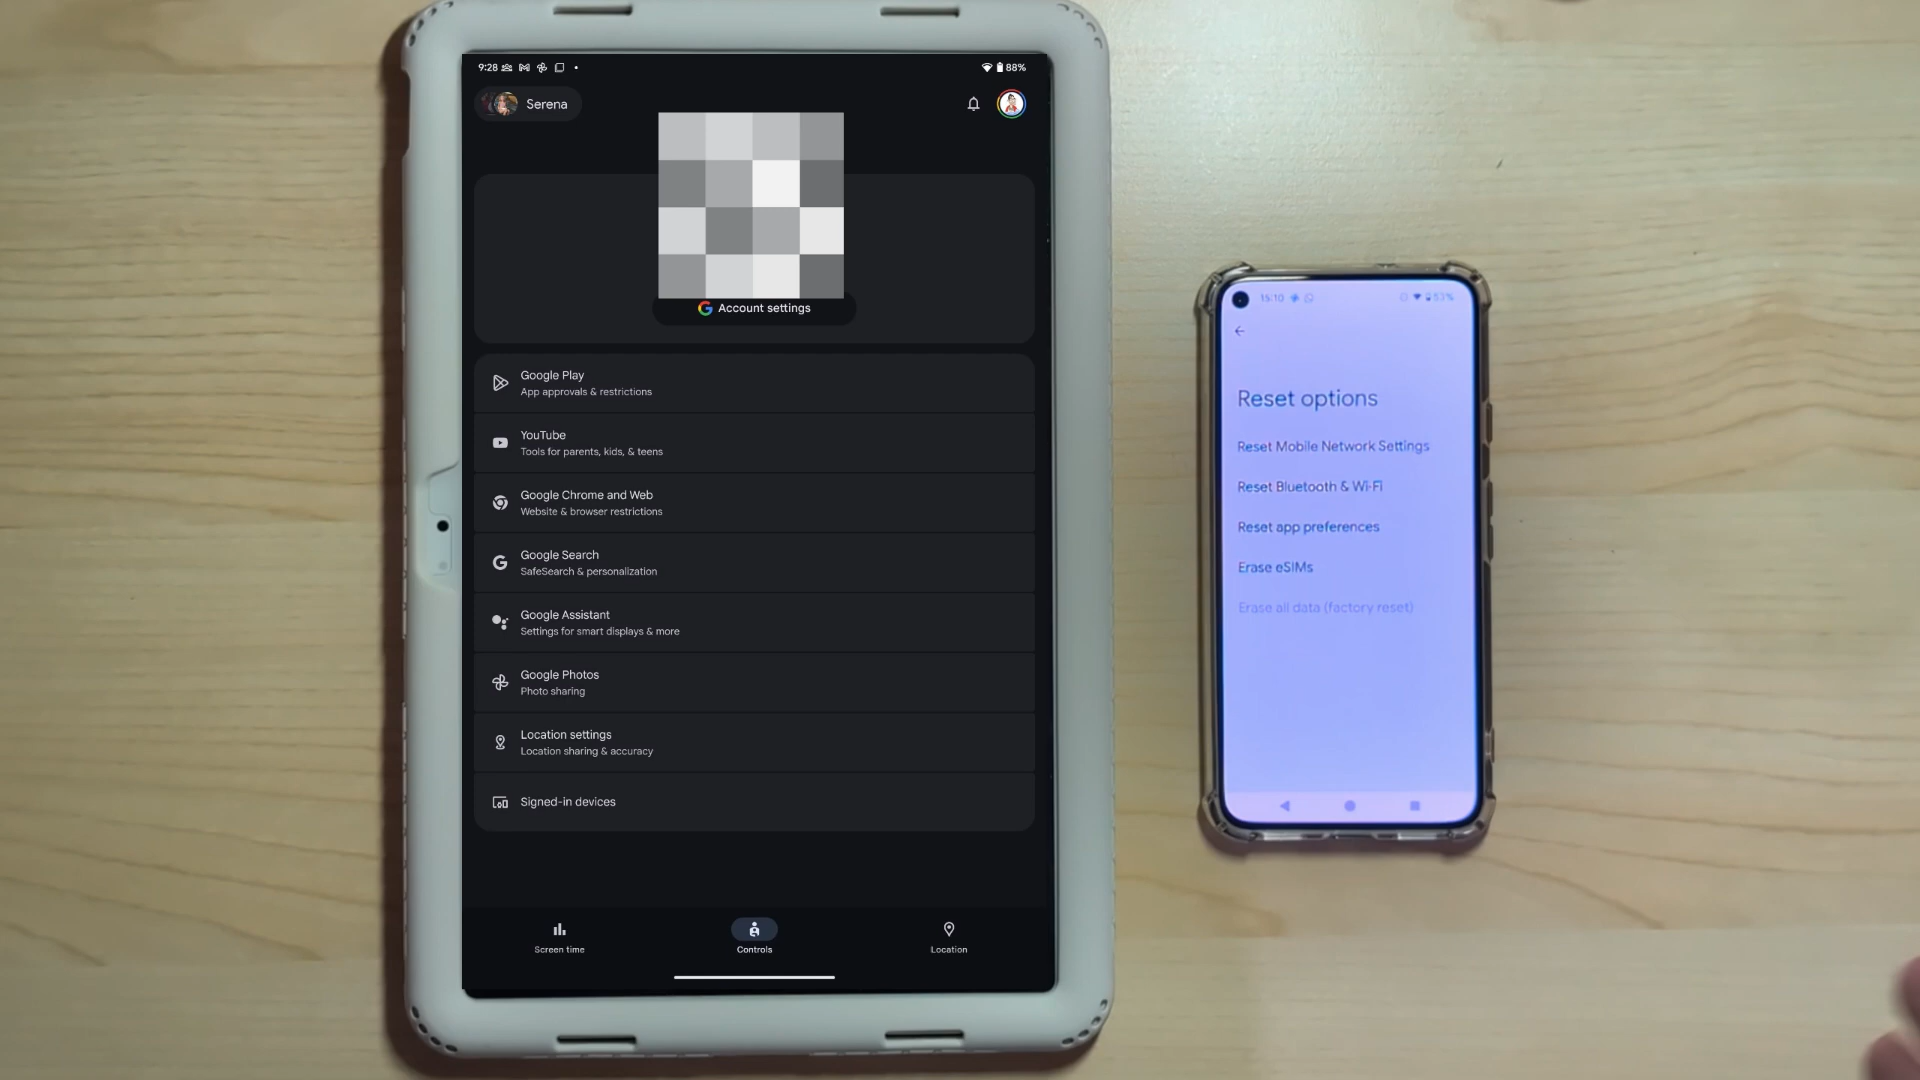 9:28
88%
Serena
Account settings
Google Play
App approvals & restrictions
YouTube
Tools for parents, kids, & teens
Google Chrome and Web
Website & browser restrictions
Google Search
SafeSearch & personalization
Google Assistant
Settings for smart displays & more
Google Photos
Photo sharing
Location settings
Location sharing & accuracy
Signed-in devices
Screen time
Controls
Location
15:10
53%
Reset options
Reset Mobile Network Settings
Reset Bluetooth & Wi-Fi
Reset app preferences
Erase eSIMs
Erase all data (factory reset)